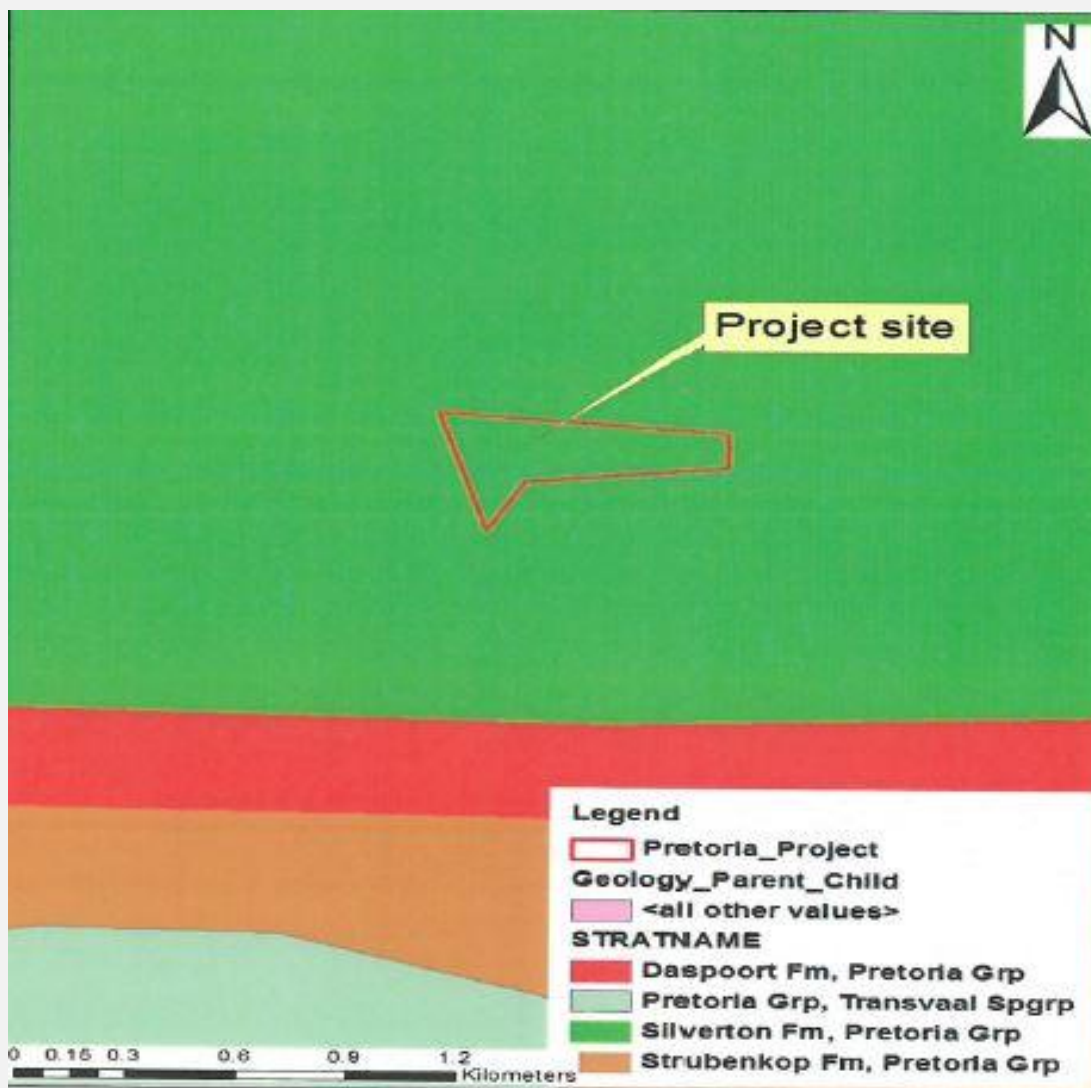 N
Project site
Legend
Pretoria_Project
Geology_Parent_Child
<all other values>
STRATNAME
Daspoort Fm, Pretoria Grp
Pretoria Grp, Transvaal Spgrp
Silverton Fm, Pretoria Grp
Strubenkop Fm, Pretoria Grp
0 0.15 0.3 0.6 0.9 1.2
Kilometers